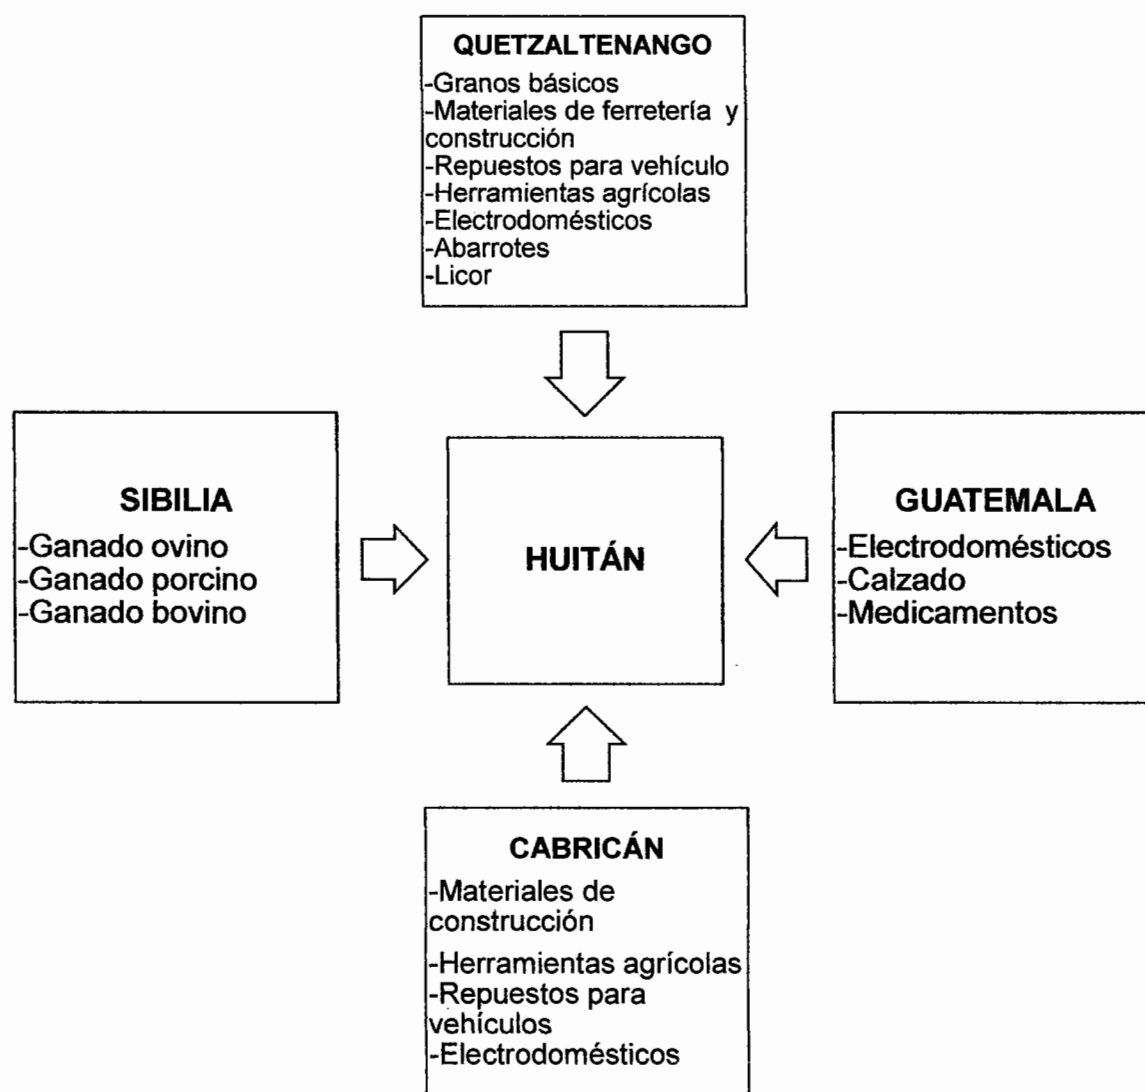 QUETZALTENANGO
-Granos básicos
-Materiales de ferretería y
construcción
-Repuestos para vehículo
-Herramientas agrícolas
-Electrodomésticos
-Abarrotes
-Licor
SIBILIA
-Ganado ovino
-Ganado porcino
-Ganado bovino
HUITÁN
GUATEMALA
-Electrodomésticos
-Calzado
-Medicamentos
CABRICÁN
-Materiales de
construcción
-Herramientas agrícolas
-Repuestos para
vehículos
-Electrodomésticos